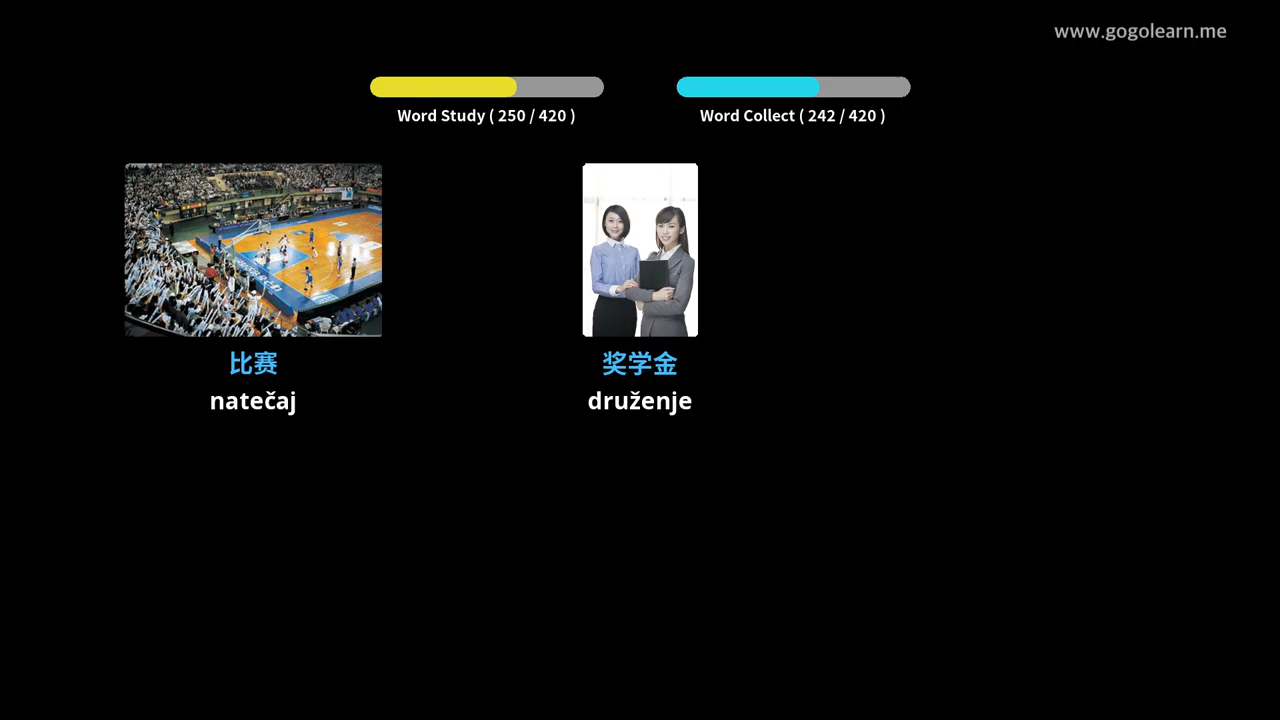 www.gogolearn.me
Word Study ( 250 / 420 )
Word Collect ( 242 / 420 )
比赛
natečaj
奖学金
druženje